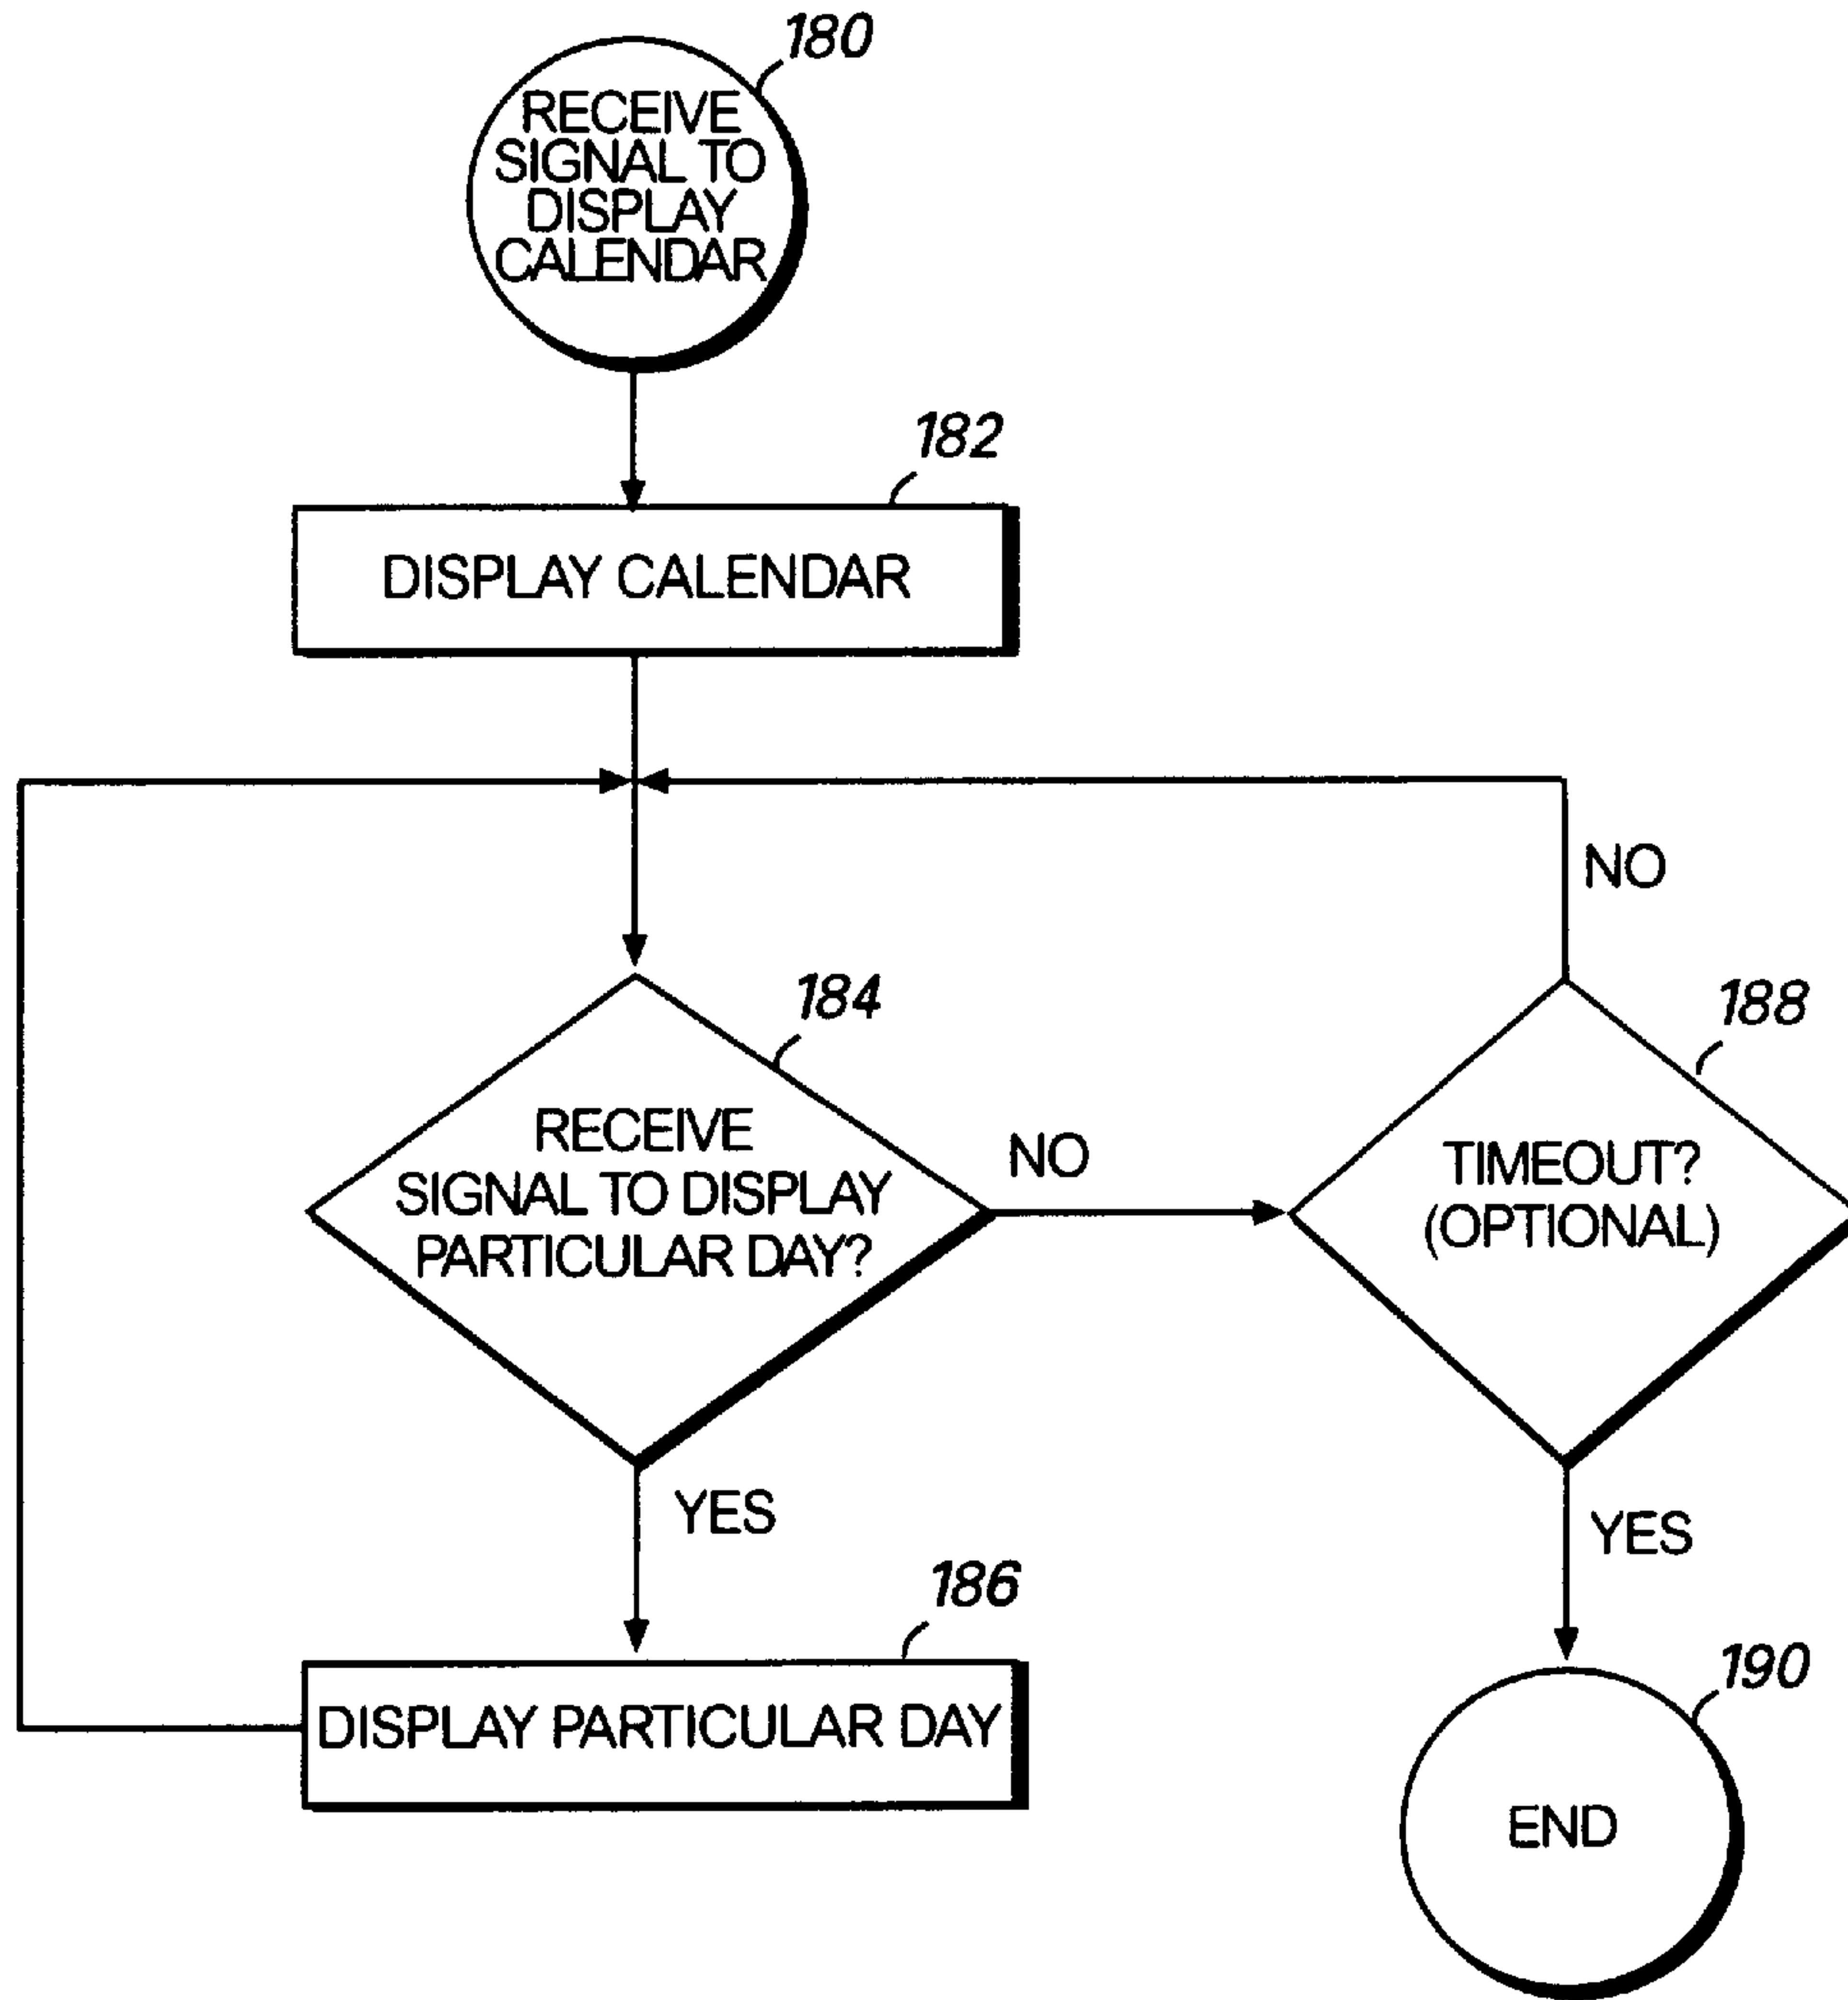 180
RECEIVE
SIGNAL TO
DISPLAY
CALENDAR
182
DISPLAY CALENDAR
NO
184
188
RECEIVE
SIGNAL TO DISPLAY
PARTICULAR DAY?
NO
TIMEOUT?
(OPTIONAL)
YES
YES
186
DISPLAY PARTICULAR DAY
190
END